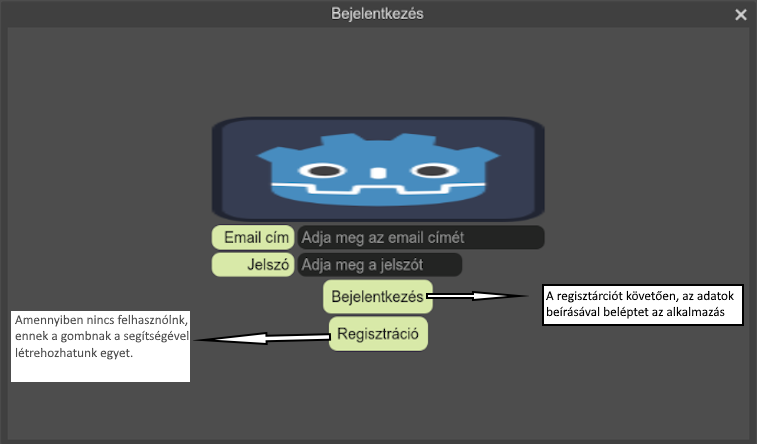 Bejelentkezés
Email cím Adja meg az email címét
Jelszó Adja meg a jelszót
Bejelentkezés
A regisztárciót követően, az adatok
beírásával beléptet az alkalmazás
Regisztráció
Amennyiben nincs felhasznólnk,
ennek a gombnak a segítségével
létrehozhatunk egyet.